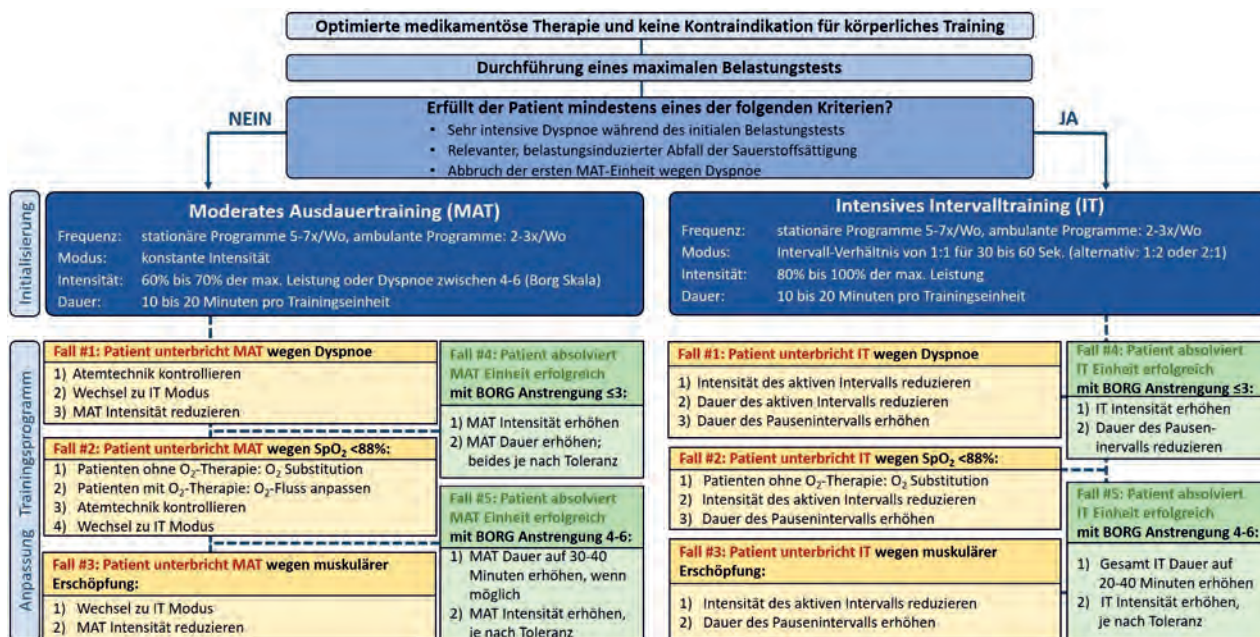 Optimierte medikamentöse Therapie und keine Kontraindikation für körperliches Training
Durchführung eines maximalen Belastungstests
Erfüllt der Patient mindestens eines der folgenden Kriterien?
• Sehr intensive Dyspnoe während des initialen Belastungstests
• Relevanter, belastungsinduzierter Abfall der Sauerstoffsättigung
• Abbruch der ersten MAT-Einheit wegen Dyspnoe
NEIN
JA
Initialisierung
Moderates Ausdauertraining (MAT)
Frequenz: stationäre Programme 5-7x/Wo, ambulante Programme: 2-3x/Wo
Modus: konstante Intensität
Intensität: 60% bis 70% der max. Leistung oder Dyspnoe zwischen 4-6 (Borg Skala)
Dauer: 10 bis 20 Minuten pro Trainingseinheit
Intensives Intervalltraining (IT)
Frequenz: stationäre Programme 5-7x/Wo, ambulante Programme: 2-3x/Wo
Modus: Intervall-Verhältnis von 1:1 für 30 bis 60 Sek. (alternativ: 1:2 oder 2:1)
Intensität: 80% bis 100% der max. Leistung
Dauer: 10 bis 20 Minuten pro Trainingseinheit
Anpassung Trainingsprogramm
Fall #1: Patient unterbricht MAT wegen Dyspnoe
1) Atemtechnik kontrollieren
2) Wechsel zu IT Modus
3) MAT Intensität reduzieren
Fall #2: Patient unterbricht MAT wegen SpO₂ <88%:
1) Patienten ohne O₂-Therapie: O₂ Substitution
2) Patienten mit O₂-Therapie: O₂-Fluss anpassen
3) Atemtechnik kontrollieren
4) Wechsel zu IT Modus
Fall #3: Patient unterbricht MAT wegen muskulärer
Erschöpfung:
1) Wechsel zu IT Modus
2) MAT Intensität reduzieren
Fall #4: Patient absolviert
MAT Einheit erfolgreich
mit BORG Anstrengung ≤3:
1) MAT Intensität erhöhen
2) MAT Dauer erhöhen;
beides je nach Toleranz
Fall #5: Patient absolviert
MAT Einheit erfolgreich
mit BORG Anstrengung 4-6:
1) MAT Dauer auf 30-40
Minuten erhöhen, wenn
möglich
2) MAT Intensität erhöhen,
je nach Toleranz
Fall #1: Patient unterbricht IT wegen Dyspnoe
1) Intensität des aktiven Intervalls reduzieren
2) Dauer des aktiven Intervalls reduzieren
3) Dauer des Pausenintervalls erhöhen
Fall #2: Patient unterbricht IT wegen SpO₂ <88%:
1) Patienten ohne O₂-Therapie: O₂ Substitution
2) Intensität des aktiven Intervalls reduzieren
3) Dauer des Pausenintervalls erhöhen
Fall #3: Patient unterbricht IT wegen muskulärer
Erschöpfung:
1) Intensität des aktiven Intervalls reduzieren
2) Dauer des Pausenintervalls erhöhen
Fall #4: Patient absolviert
IT Einheit erfolgreich
mit BORG Anstrengung ≤3:
1) IT Intensität erhöhen
2) Dauer des Pausen-
inervalls reduzieren
Fall #5: Patient absolviert
IT Einheit erfolgreich
mit BORG Anstrengung 4-6:
1) Gesamt IT Dauer auf
20-40 Minuten erhöhen
2) IT Intensität erhöhen,
je nach Toleranz